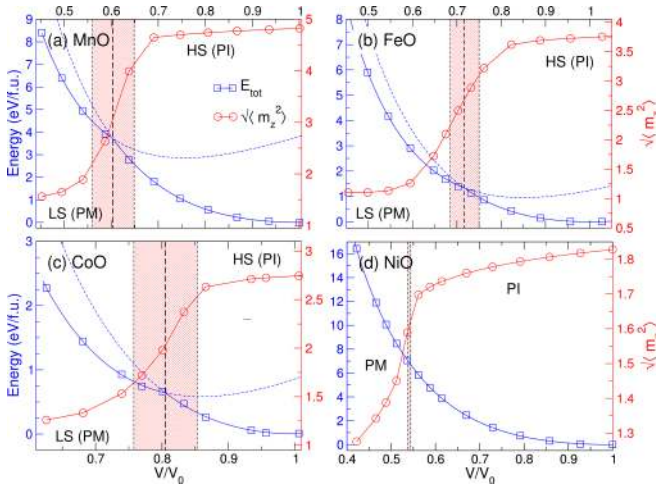 0.5 0.6 0.7 0.8 0.9 1
0.5 0.6 0.7 0.8 0.9 1
(a) MnO
HS (PI)
E_tot
√⟨ m_z^2⟩
LS (PM)
Energy (eV/f.u.)
9
8
7
6
5
4
3
2
1
0
5
4
3
2
1
(b) FeO
HS (PI)
LS (PM)
8
7
6
5
4
3
2
1
0
4
3.5
3
2.5
2
1.5
1
0.5
√⟨ m_z^2⟩
(c) CoO
HS (PI)
LS (PM)
Energy (eV/f.u.)
3
2
1
0
3
2.5
2
1.5
1
0.7 0.8 0.9 1
V/V₀
(d) NiO
PI
PM
16
14
12
10
8
6
4
2
0
1.8
1.7
1.6
1.5
1.4
1.3
√⟨ m_z^2⟩
0.4 0.5 0.6 0.7 0.8 0.9 1
V/V₀